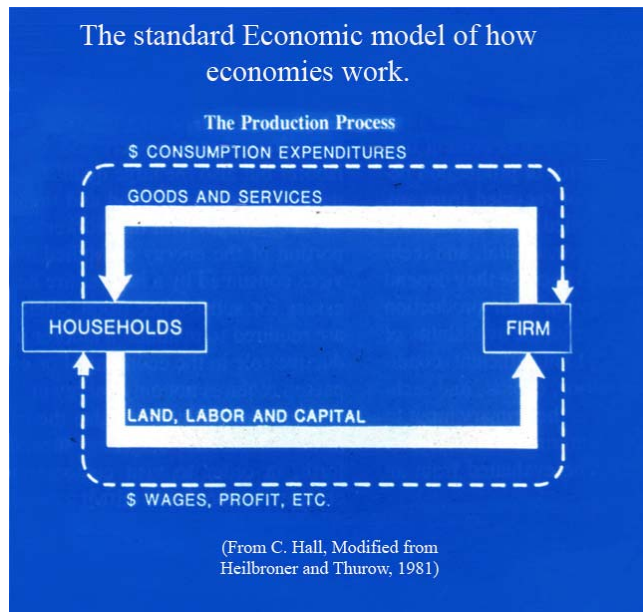 The standard Economic model of how
economies work.
The Production Process
$ CONSUMPTION EXPENDITURES
GOODS AND SERVICES
HOUSEHOLDS
FIRM
LAND, LABOR AND CAPITAL
$ WAGES, PROFIT, ETC.
(From C. Hall, Modified from
Heilbroner and Thurow, 1981)